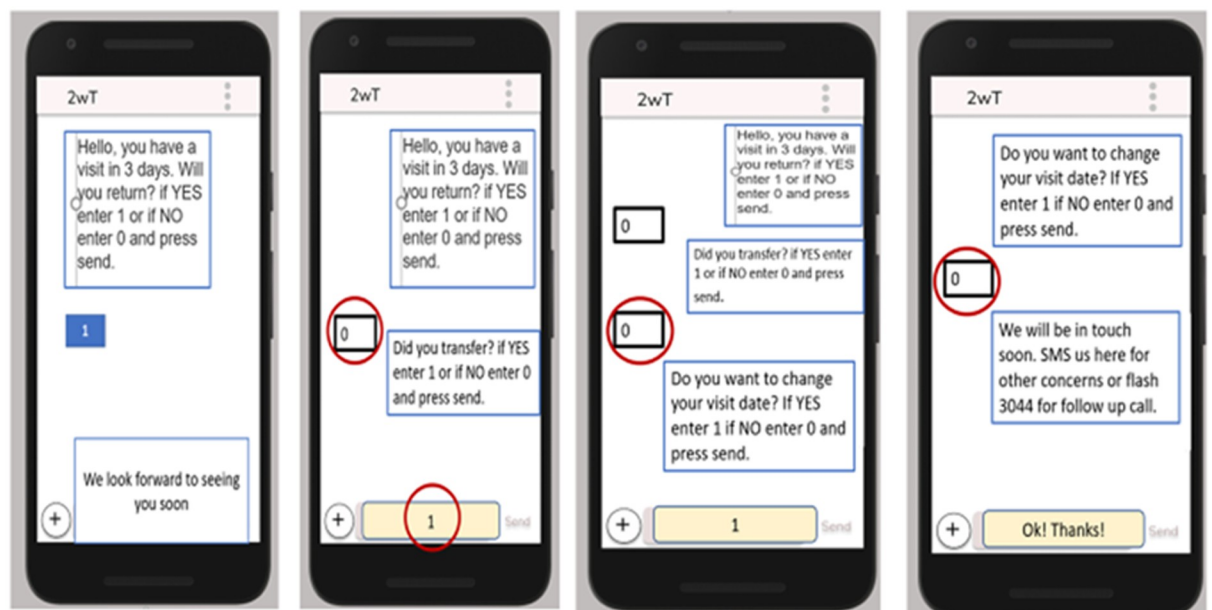 2wT
Hello, you have a
visit in 3 days. Will
you return? if YES
enter 1 or if NO
enter 0 and press
send.
1
We look forward to seeing
you soon
+
2wT
Hello, you have a
visit in 3 days. Will
you return? if YES
enter 1 or if NO
enter 0 and press
send.
0
Did you transfer? if YES
enter 1 or if NO enter 0
and press send.
+
1
Send
2wT
Hello, you have a
visit in 3 days. Will
you return? if YES
enter 1 or if NO
enter 0 and press
send.
0
Did you transfer? if YES enter
1 or if NO enter 0 and press
send.
0
Do you want to change
your visit date? If YES
enter 1 if NO enter 0 and
press send.
+
1
Send
2wT
Do you want to change
your visit date? If YES
enter 1 if NO enter 0 and
press send.
0
We will be in touch
soon. SMS us here for
other concerns or flash
3044 for follow up call.
+
Ok! Thanks!
Send